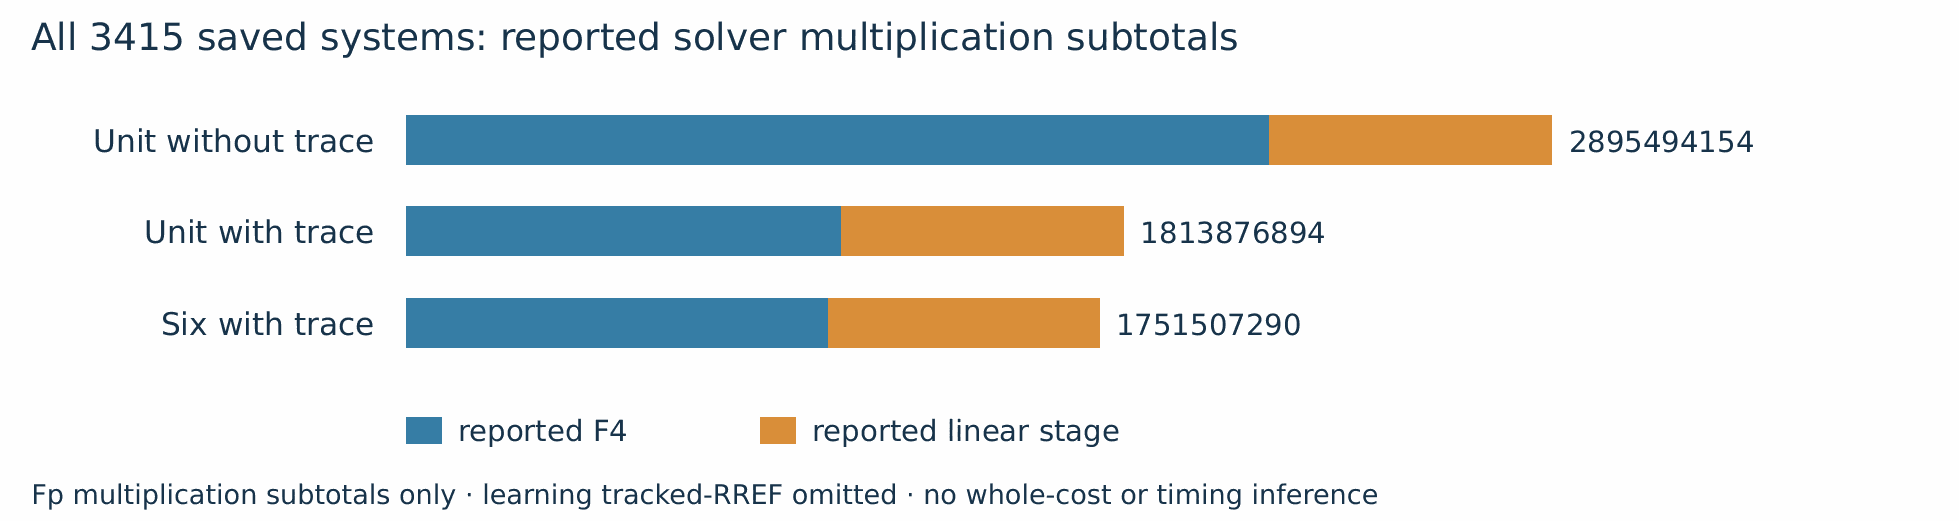 All 3415 saved systems: reported solver multiplication subtotals
Unit without trace 2895494154
Unit with trace 1813876894
Six with trace 1751507290
reported F4 reported linear stage
Fp multiplication subtotals only · learning tracked-RREF omitted · no whole-cost or timing inference